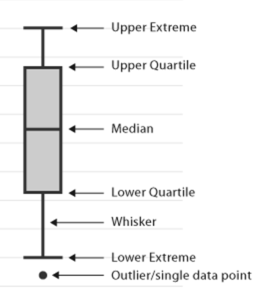 Upper Extreme
Upper Quartile
Median
Lower Quartile
Whisker
Lower Extreme
Outlier/single data point